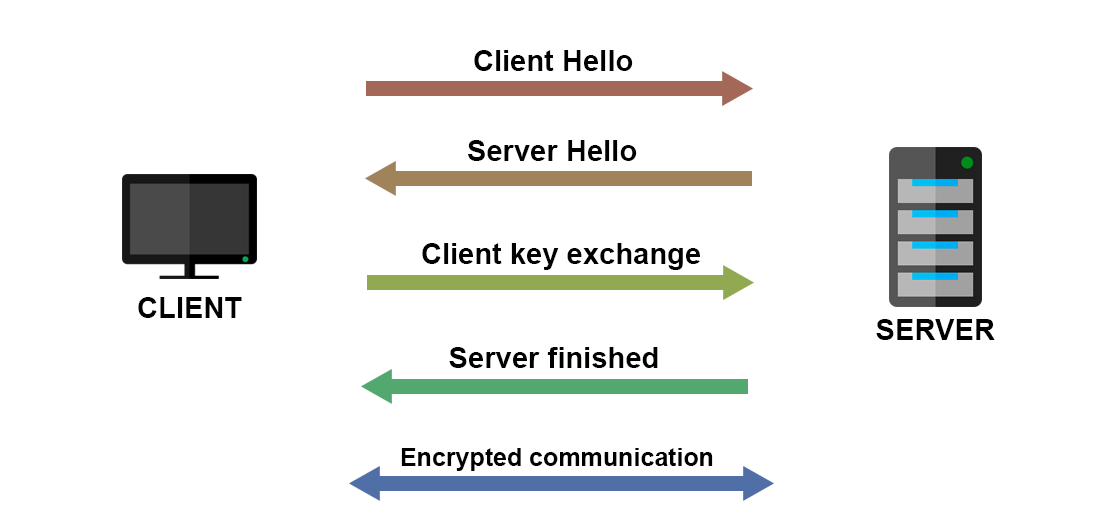 Client Hello
Server Hello
Client key exchange
CLIENT
SERVER
Server finished
Encrypted communication